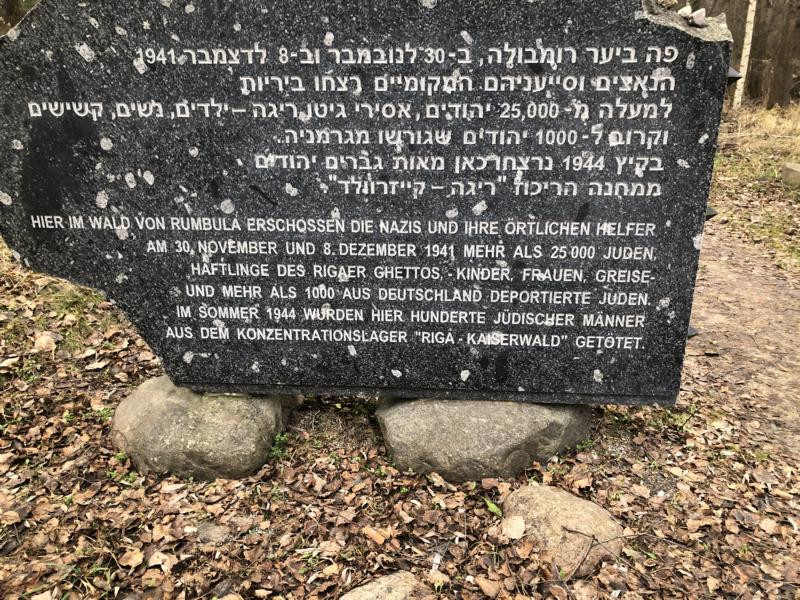 פה ביער רומבולה, ב-30 לנובמבר וב-8 לדצמבר 1941
הנאצים וסייעניהם המקומיים רצחו ביריות
למעלה מ-25,000 יהודים, אסירי גיטו ריגה – ילדים, נשים, קשישים
וקרוב ל-1000 יהודים שגורשו מגרמניה.
בקיץ 1944 נרצחו כאן מאות גברים יהודים
ממחנה הריכוז "ריגה – קייזרוולד".
HIER IM WALD VON RUMBULA ERSCHOSSEN DIE NAZIS UND IHRE ÖRTLICHEN HELFER
AM 30. NOVEMBER UND 8. DEZEMBER 1941 MEHR ALS 25 000 JUDEN,
HÄFTLINGE DES RIGAER GHETTOS, - KINDER, FRAUEN, GREISE-
UND MEHR ALS 1000 AUS DEUTSCHLAND DEPORTIERTE JUDEN.
IM SOMMER 1944 WURDEN HIER HUNDERTE JÜDISCHER MÄNNER
AUS DEM KONZENTRATIONSLAGER "RIGA - KAISERWALD" GETÖTET.